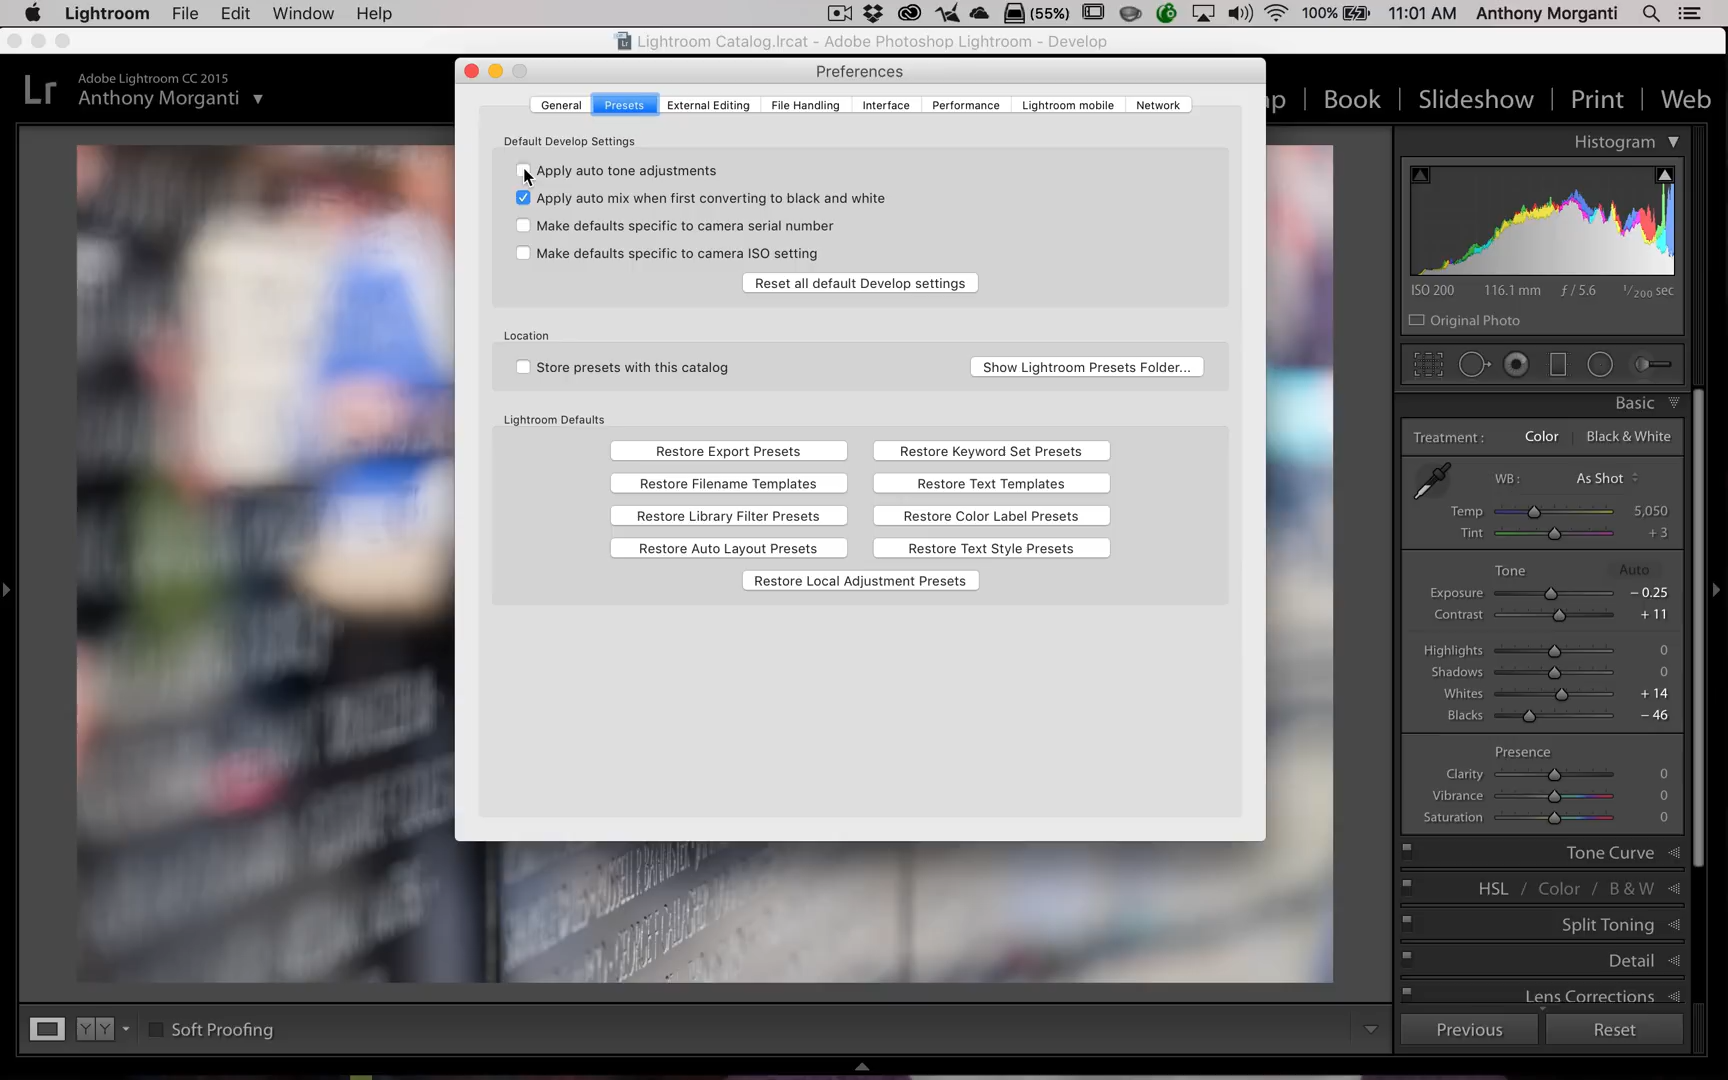 Lightroom File Edit Window Help (55%) 100% 11:01 AM Anthony Morganti
Lightroom Catalog.lrcat - Adobe Photoshop Lightroom - Develop
Lr Adobe Lightroom CC 2015
Anthony Morganti
p | Book | Slideshow | Print | Web
Preferences
General Presets External Editing File Handling Interface Performance Lightroom mobile Network
Default Develop Settings
Apply auto tone adjustments
Apply auto mix when first converting to black and white
Make defaults specific to camera serial number
Make defaults specific to camera ISO setting
Reset all default Develop settings
Location
Store presets with this catalog Show Lightroom Presets Folder...
Lightroom Defaults
Restore Export Presets Restore Keyword Set Presets
Restore Filename Templates Restore Text Templates
Restore Library Filter Presets Restore Color Label Presets
Restore Auto Layout Presets Restore Text Style Presets
Restore Local Adjustment Presets
Histogram
ISO 200 116.1 mm ƒ / 5.6 1/200 sec
Original Photo
Basic
Treatment : Color | Black & White
WB : As Shot
Temp 5,050
Tint + 3
Tone Auto
Exposure − 0.25
Contrast + 11
Highlights 0
Shadows 0
Whites + 14
Blacks − 46
Presence
Clarity 0
Vibrance 0
Saturation 0
Tone Curve
HSL / Color / B & W
Split Toning
Detail
Lens Corrections
Previous Reset
Y Y Soft Proofing